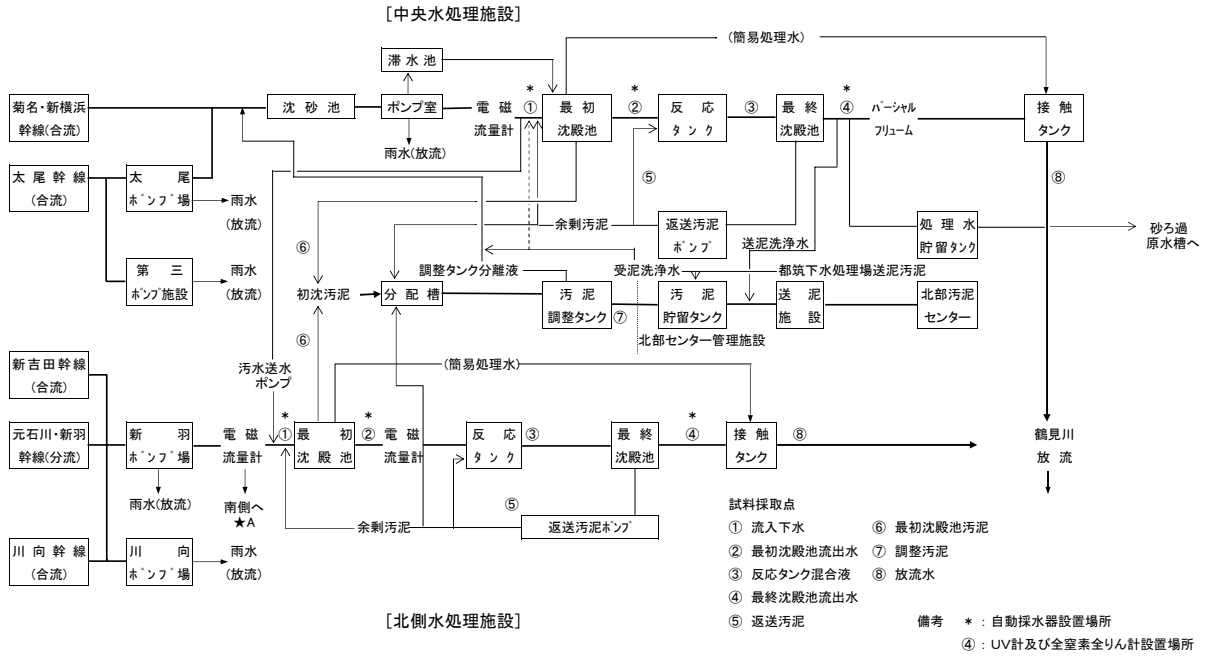 ［中央水処理施設］
(簡易処理水)
滞水池
菊名・新横浜
幹線(合流)
沈砂池
ポンプ室
電磁
流量計
*
①
最初
沈殿池
*
②
反応
タンク
③
最終
沈殿池
*
④
パーシャル
フリューム
接触
タンク
雨水(放流)
太尾幹線
(合流)
太尾
ポンプ場
雨水
(放流)
⑤
⑧
⑥
余剰汚泥
返送汚泥
ポンプ
送泥洗浄水
処理水
貯留タンク
砂ろ過
原水槽へ
第三
ポンプ施設
雨水
(放流)
調整タンク分離液
受泥洗浄水
都筑下水処理場送泥汚泥
初沈汚泥
分配槽
汚泥
調整タンク
⑦
汚泥
貯留タンク
送泥
施設
北部汚泥
センター
⑥
北部センター管理施設
新吉田幹線
(合流)
汚水送水
ポンプ
(簡易処理水)
元石川・新羽
幹線(分流)
新羽
ポンプ場
電磁
流量計
*
①
最初
沈殿池
*
②
電磁
流量計
反応
タンク
③
最終
沈殿池
*
④
接触
タンク
⑧
鶴見川
放流
雨水(放流)
南側へ
★A
余剰汚泥
⑤
返送汚泥ポンプ
川向幹線
(合流)
川向
ポンプ場
雨水
(放流)
試料採取点
① 流入下水
② 最初沈殿池流出水
③ 反応タンク混合液
④ 最終沈殿池流出水
⑤ 返送汚泥
⑥ 最初沈殿池汚泥
⑦ 調整汚泥
⑧ 放流水
［北側水処理施設］
備考 *：自動採水器設置場所
④：UV計及び全窒素全りん計設置場所